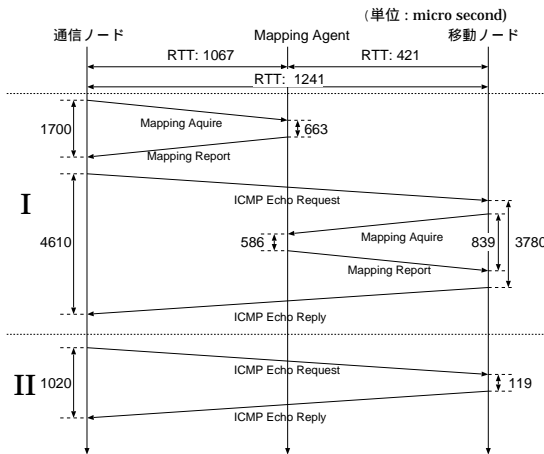 (単位 : micro second)
通信ノード
Mapping Agent
移動ノード
RTT: 1067
RTT: 421
RTT: 1241
1700
Mapping Aquire
663
Mapping Report
I
ICMP Echo Request
4610
586
Mapping Aquire
839
3780
Mapping Report
ICMP Echo Reply
II
1020
ICMP Echo Request
119
ICMP Echo Reply